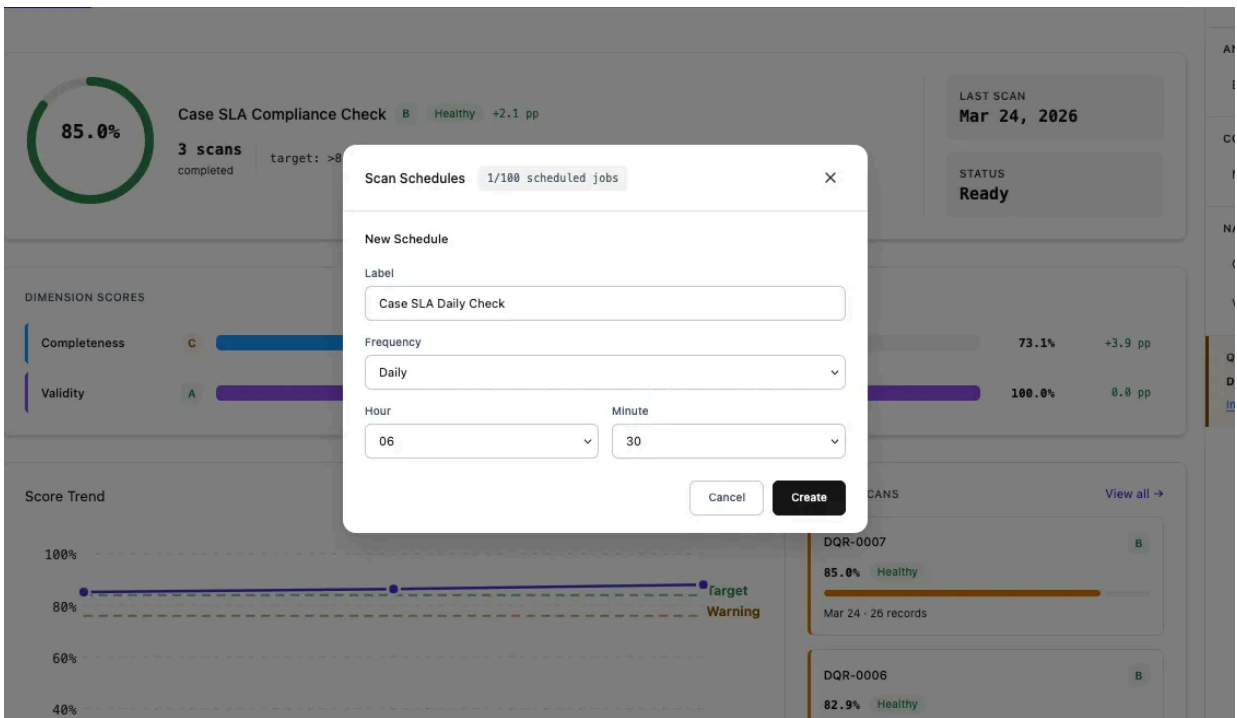 85.0%
Case SLA Compliance Check B Healthy +2.1 pp
3 scans
completed
target: >8
LAST SCAN
Mar 24, 2026
STATUS
Ready
Scan Schedules 1/100 scheduled jobs
New Schedule
Label
Case SLA Daily Check
Frequency
Daily
Hour Minute
06 30
Cancel Create
DIMENSION SCORES
Completeness C 73.1% +3.9 pp
Validity A 100.0% 0.0 pp
Score Trend
100%
80%
60%
40%
Target
Warning
CANS View all →
DQR-0007 B
85.0% Healthy
Mar 24 · 26 records
DQR-0006 B
82.9% Healthy